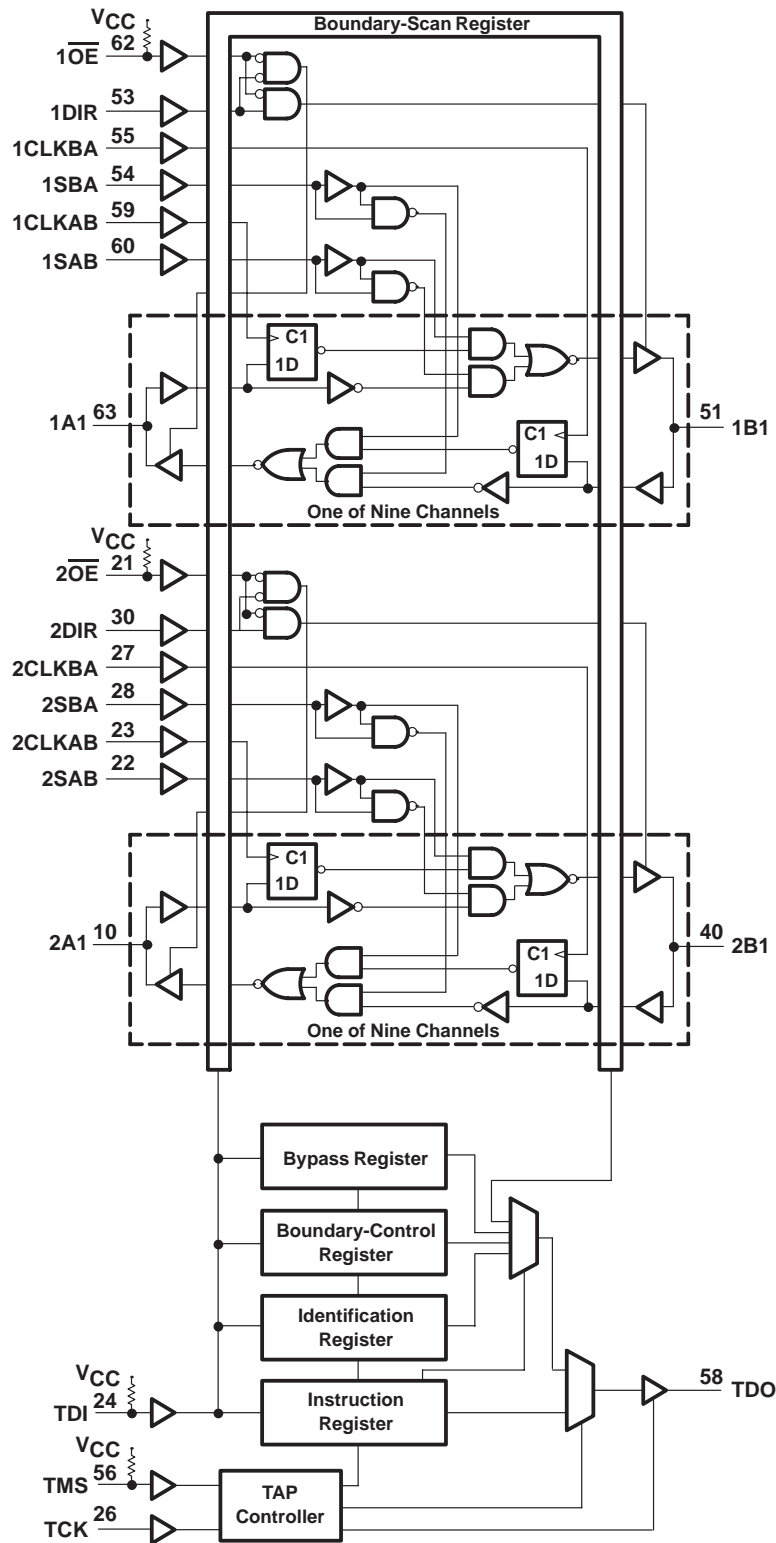 Boundary-Scan Register
VCC
1OE 62
1DIR 53
1CLKBA 55
1SBA 54
1CLKAB 59
1SAB 60
C1
1D
1A1 63
51 1B1
C1
1D
One of Nine Channels
VCC
2OE 21
2DIR 30
2CLKBA 27
2SBA 28
2CLKAB 23
2SAB 22
C1
1D
2A1 10
40 2B1
C1
1D
One of Nine Channels
Bypass Register
Boundary-Control
Register
Identification
Register
VCC
TDI 24
Instruction
Register
58 TDO
VCC
TMS 56
TCK 26
TAP
Controller